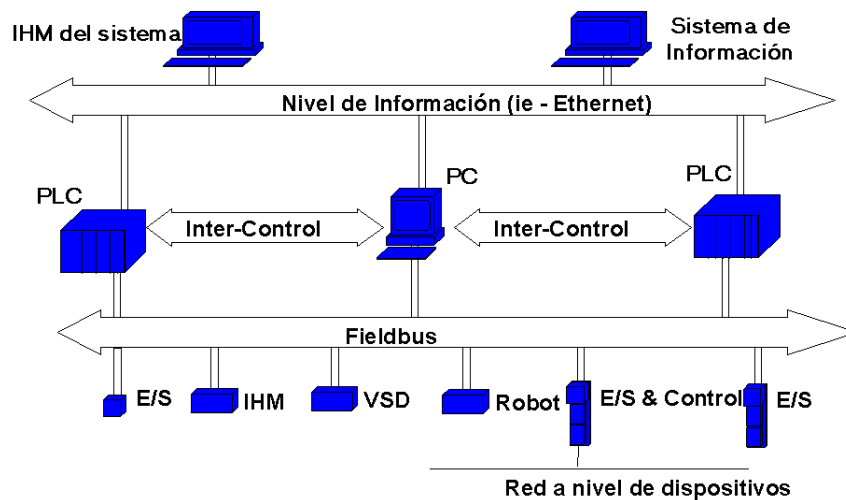 IHM del sistema
Sistema de
Información
Nivel de Información (ie - Ethernet)
PLC
PC
PLC
Inter-Control
Inter-Control
Fieldbus
E/S
IHM
VSD
Robot
E/S & Control
E/S
Red a nivel de dispositivos